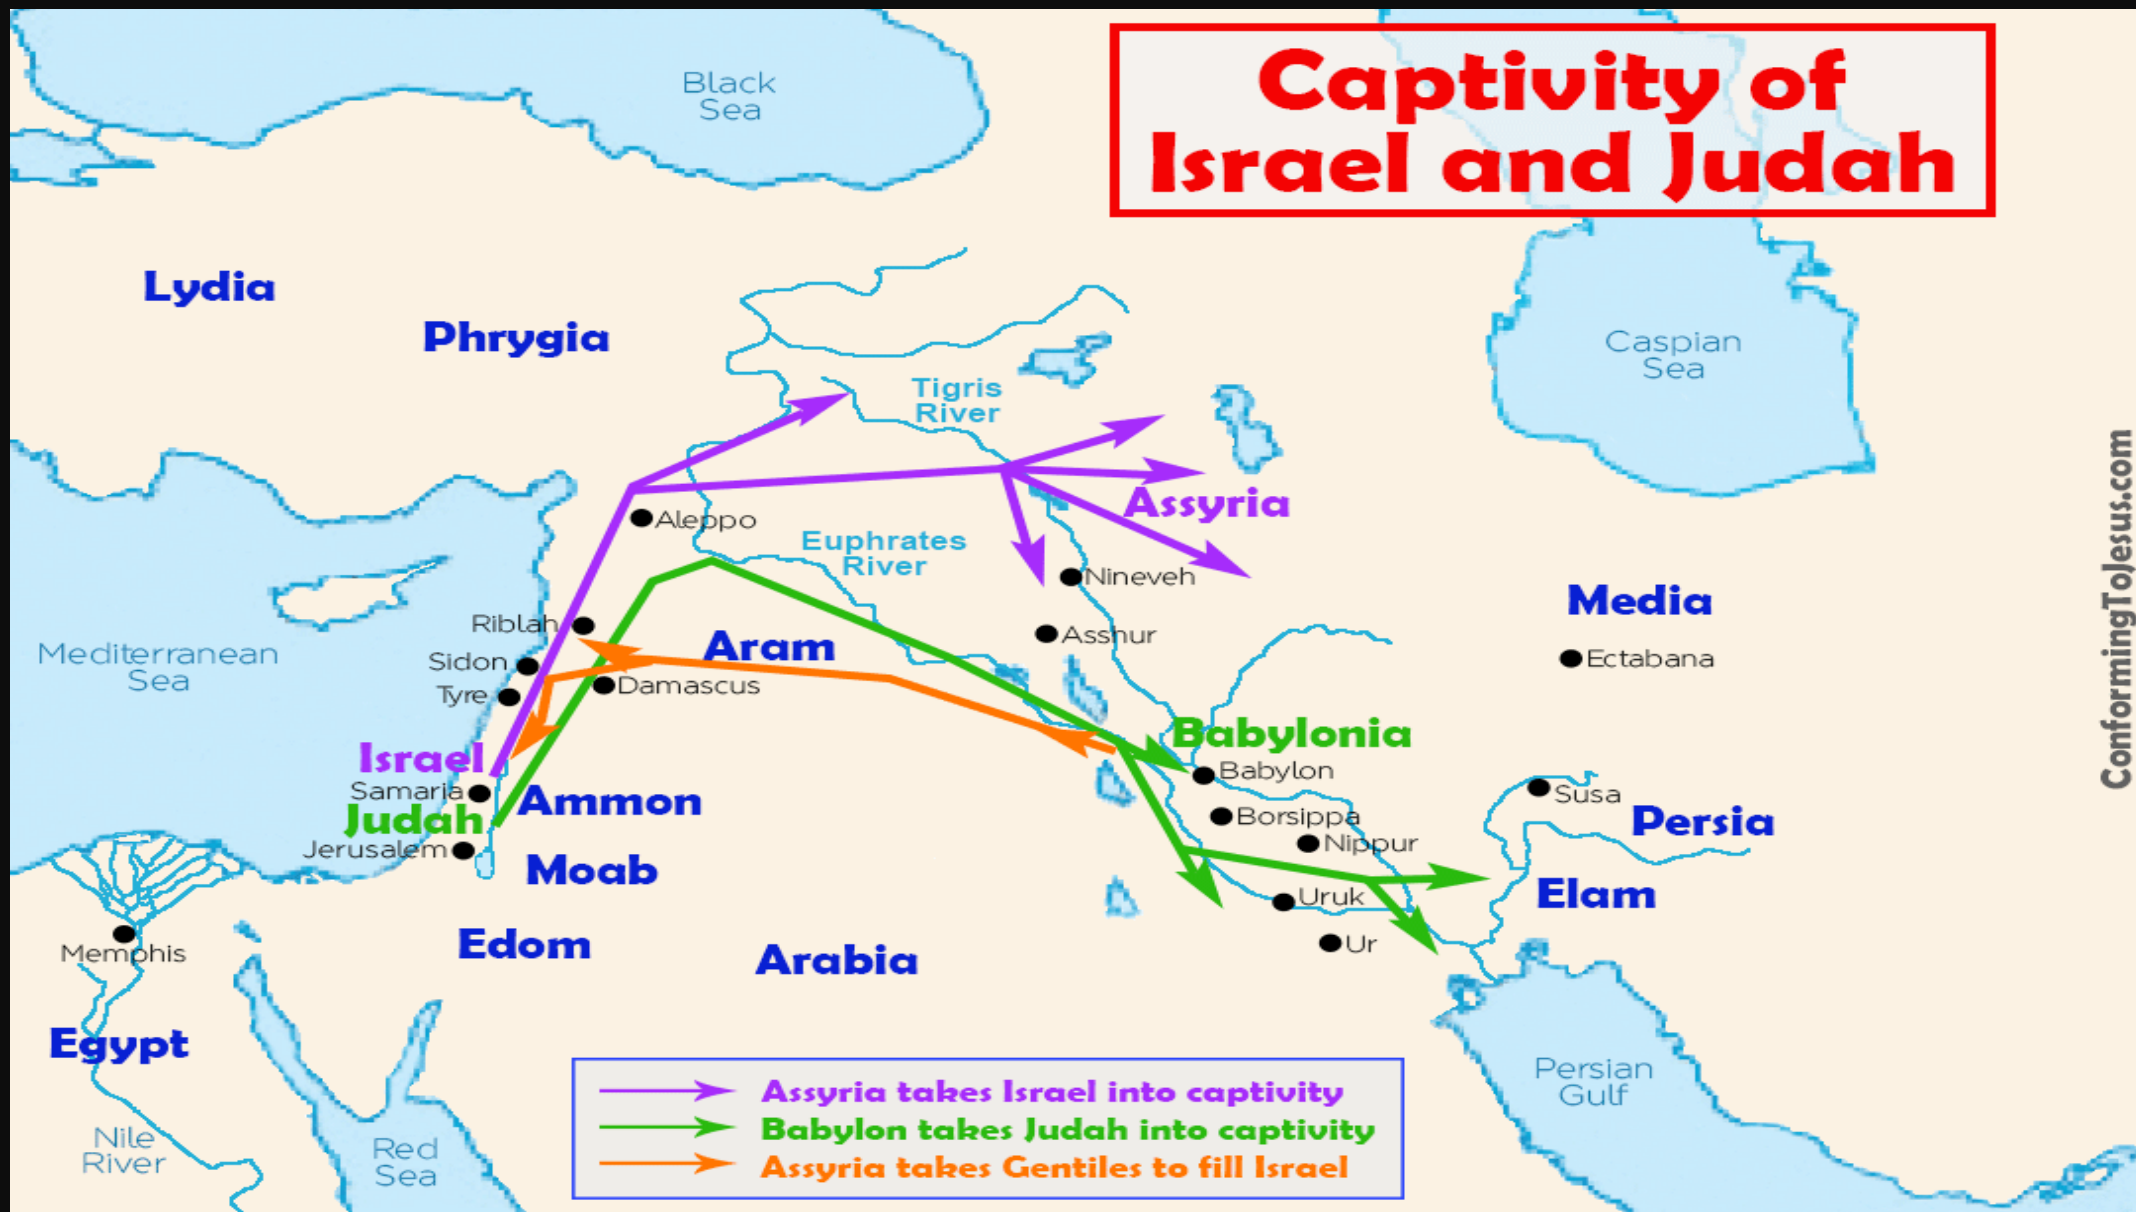 Captivity of
Israel and Judah
Black
Sea
Lydia
Phrygia
Tigris
River
Caspian
Sea
Aleppo
Assyria
Euphrates
River
Nineveh
Media
Riblah
Asshur
Aram
Ectabana
Mediterranean
Sea
Sidon
Tyre
Damascus
Babylonia
Israel
Babylon
Samaria
Ammon
Susa
Judah
Borsippa
Persia
Jerusalem
Nippur
Moab
Elam
Uruk
Memphis
Edom
Ur
Arabia
Egypt
Persian
Gulf
Nile
River
Red
Sea
Assyria takes Israel into captivity
Babylon takes Judah into captivity
Assyria takes Gentiles to fill Israel
ConformingToJesus.com